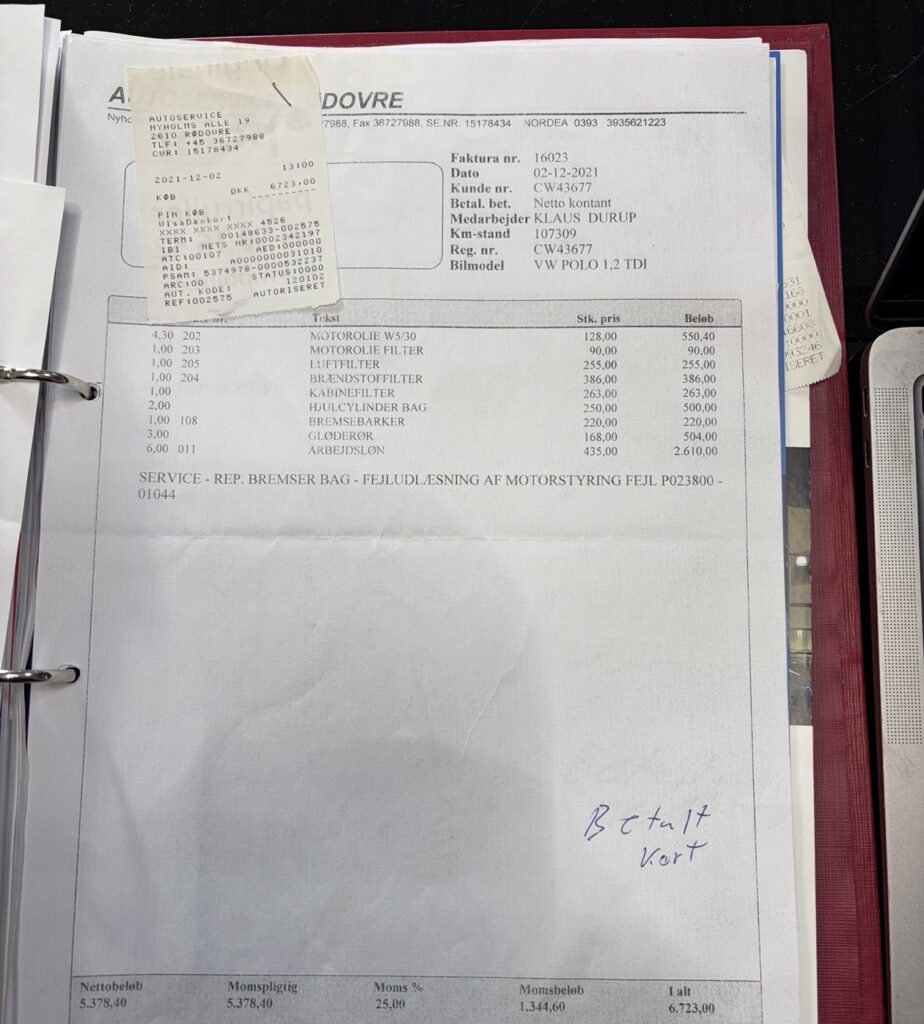 DOVRE
7988, Fax 36727988, SE.NR. 15178434 NORDEA 0393 3935621223
AUTOSERVICE
NYHOLMS ALLE 19
2610 RØDOVRE
TLF: +45 36727988
CVR: 15178434
2021-12-02 13:00
KØB DKK 6723,00
PIN KØB
VisaDankort
XXXX XXXX XXXX 4526
TERM: 00148633-002575
IB1 NETS NR:0002342197
ATC:00107 AED:000000
AID: A0000000031010
PSAM: 5374978-0000532237
ARC:00 STATUS:0000
AUT. KODE: 120102
REF:002575 AUTORISERET
Faktura nr. 16023
Dato 02-12-2021
Kunde nr. CW43677
Betal. bet. Netto kontant
Medarbejder KLAUS DURUP
Km-stand 107309
Reg. nr. CW43677
Bilmodel VW POLO 1,2 TDI
Tekst Stk. pris Beløb
4,30 202 MOTOROLIE W5/30 128,00 550,40
1,00 203 MOTOROLIE FILTER 90,00 90,00
1,00 205 LUFTFILTER 255,00 255,00
1,00 204 BRÆNDSTOFFILTER 386,00 386,00
1,00 KABINEFILTER 263,00 263,00
2,00 HJULCYLINDER BAG 250,00 500,00
1,00 108 BREMSEBARKER 220,00 220,00
3,00 GLØDERØR 168,00 504,00
6,00 011 ARBEJDSLØN 435,00 2.610,00
SERVICE - REP. BREMSER BAG - FEJLUDLÆSNING AF MOTORSTYRING FEJL P023800 -
01044
Betalt
Kort
Nettobeløb Momspligtig Moms % Momsbeløb I alt
5.378,40 5.378,40 25,00 1.344,60 6.723,00